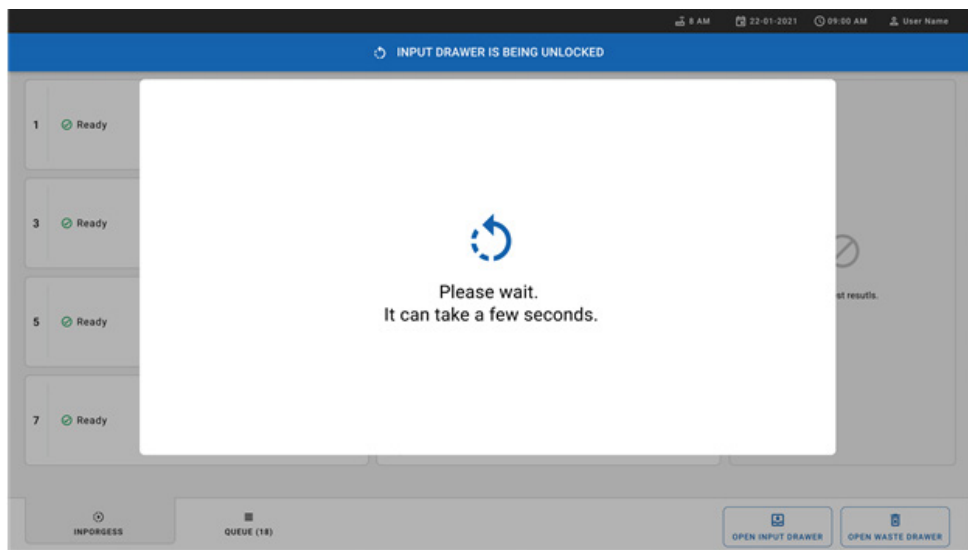 8 AM 22-01-2021 09:00 AM User Name
INPUT DRAWER IS BEING UNLOCKED
1 Ready
3 Ready
Please wait.
It can take a few seconds.
st resutls.
5 Ready
7 Ready
INPORGESS QUEUE (18) OPEN INPUT DRAWER OPEN WASTE DRAWER